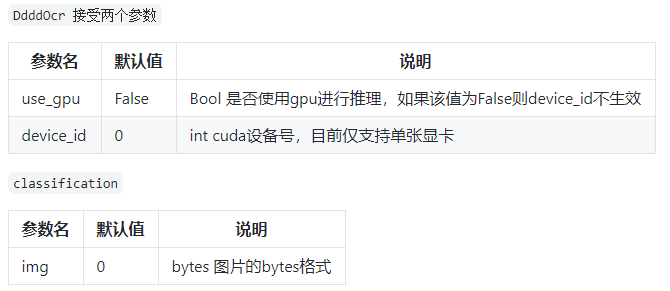 DdddOcr 接受两个参数
参数名 默认值 说明
use_gpu False Bool 是否使用gpu进行推理，如果该值为False则device_id不生效
device_id 0 int cuda设备号，目前仅支持单张显卡
classification
参数名 默认值 说明
img 0 bytes 图片的bytes格式